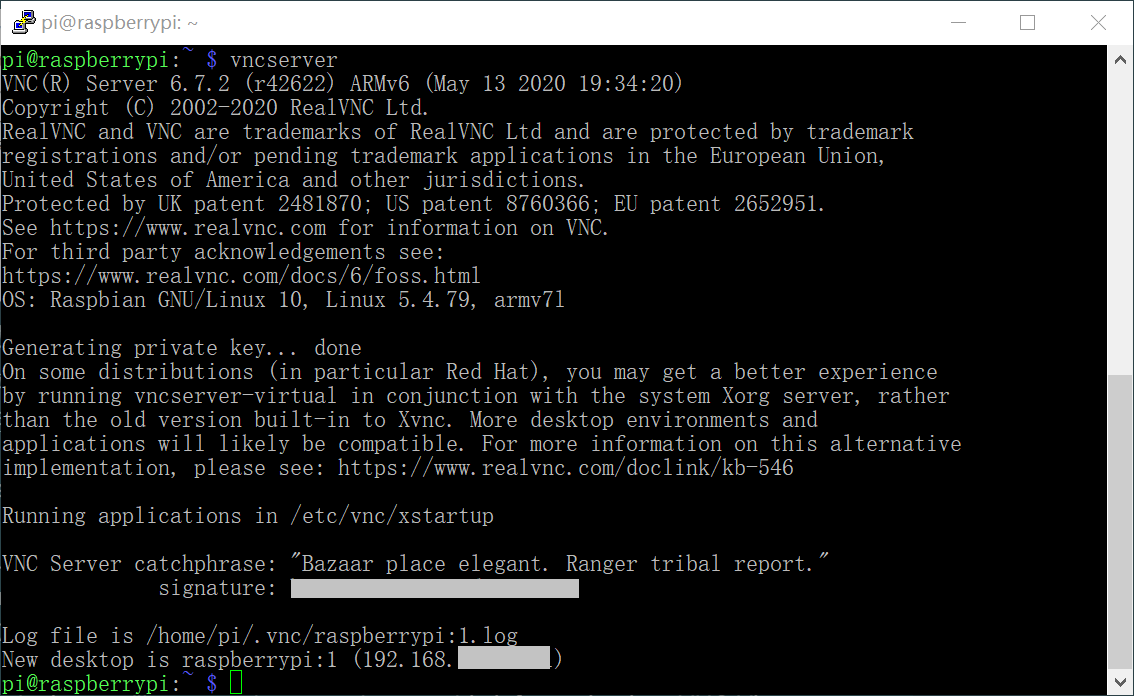 pi@raspberrypi: ~
pi@raspberrypi:~ $ vncserver
VNC(R) Server 6.7.2 (r42622) ARMv6 (May 13 2020 19:34:20)
Copyright (C) 2002-2020 RealVNC Ltd.
RealVNC and VNC are trademarks of RealVNC Ltd and are protected by trademark
registrations and/or pending trademark applications in the European Union,
United States of America and other jurisdictions.
Protected by UK patent 2481870; US patent 8760366; EU patent 2652951.
See https://www.realvnc.com for information on VNC.
For third party acknowledgements see:
https://www.realvnc.com/docs/6/foss.html
OS: Raspbian GNU/Linux 10, Linux 5.4.79, armv7l
Generating private key... done
On some distributions (in particular Red Hat), you may get a better experience
by running vncserver-virtual in conjunction with the system Xorg server, rather
than the old version built-in to Xvnc. More desktop environments and
applications will likely be compatible. For more information on this alternative
implementation, please see: https://www.realvnc.com/doclink/kb-546
Running applications in /etc/vnc/xstartup
VNC Server catchphrase: "Bazaar place elegant. Ranger tribal report."
signature:
Log file is /home/pi/.vnc/raspberrypi:1.log
New desktop is raspberrypi:1 (192.168. )
pi@raspberrypi:~ $